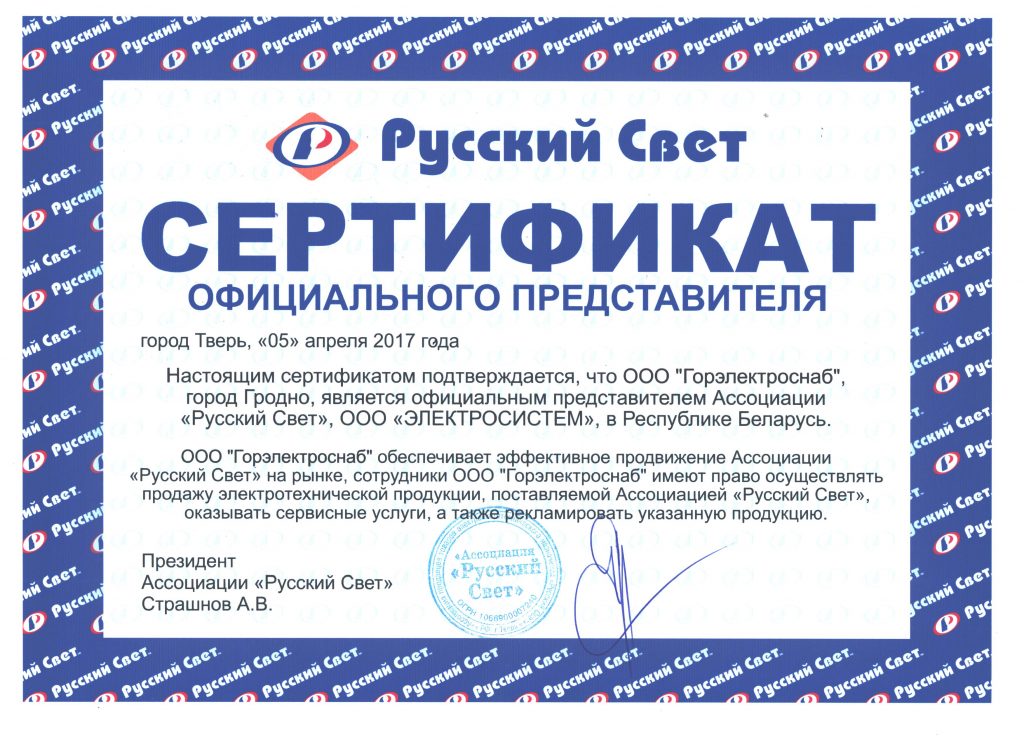 Русский Свет
СЕРТИФИКАТ
ОФИЦИАЛЬНОГО ПРЕДСТАВИТЕЛЯ
город Тверь, «05» апреля 2017 года
Настоящим сертификатом подтверждается, что ООО "Горэлектроснаб",
город Гродно, является официальным представителем Ассоциации
«Русский Свет», ООО «ЭЛЕКТРОСИСТЕМ», в Республике Беларусь.
ООО "Горэлектроснаб" обеспечивает эффективное продвижение Ассоциации
«Русский Свет» на рынке, сотрудники ООО "Горэлектроснаб" имеют право осуществлять
продажу электротехнической продукции, поставляемой Ассоциацией «Русский Свет»,
оказывать сервисные услуги, а также рекламировать указанную продукцию.
Президент
Ассоциации «Русский Свет»
Страшнов А.В.
«Ассоциация
«Русский
Свет»
ОГРН